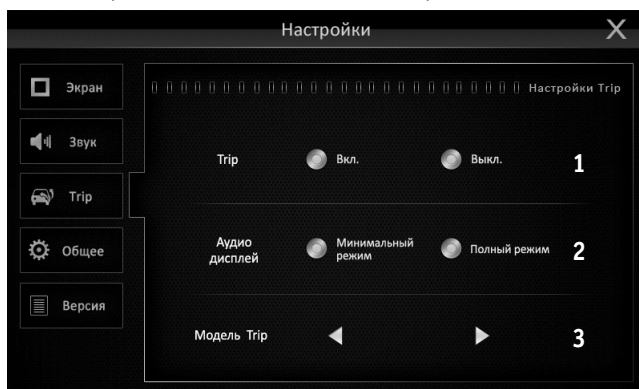 Настройки
X
Экран
Звук
Trip
Общее
Версия
Настройки Trip
Trip Вкл. Выкл. 1
Аудио
дисплей
Минимальный
режим
Полный режим 2
Модель Trip 3